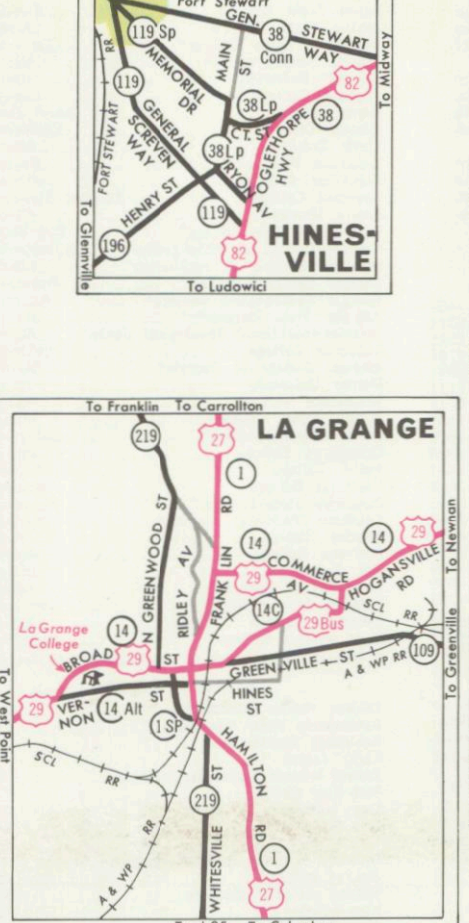 Fort Stewart
119 Sp
GEN. STEWART WAY
38
Conn
MAIN ST
MEMORIAL DR
To Midway
82
119
38 Lp
38
CT. ST
OGLETHORPE HWY
GENERAL SCREVEN WAY
RR
FORT STEWART
38 Lp
TRYON AV
HENRY ST
119
196
To Glennville
82
HINES-
VILLE
To Ludowici
To Franklin To Carrollton
219
27
LA GRANGE
1
RD
14
14
29
To Newnan
N GREENWOOD ST
RIDLEY AV
FRANKLIN
29
COMMERCE AV
HOGANSVILLE RD
14C
SCL RR
29 Bus
La Grange
College
14
BROAD ST
29
GREENVILLE ST
A & WP RR
109
To Greenville
HINES ST
29
VER-
NON ST
14 Alt
1 SP
To West Point
SCL RR
HAMILTON RD
219
WHITESVILLE ST
A & WP RR
1
27